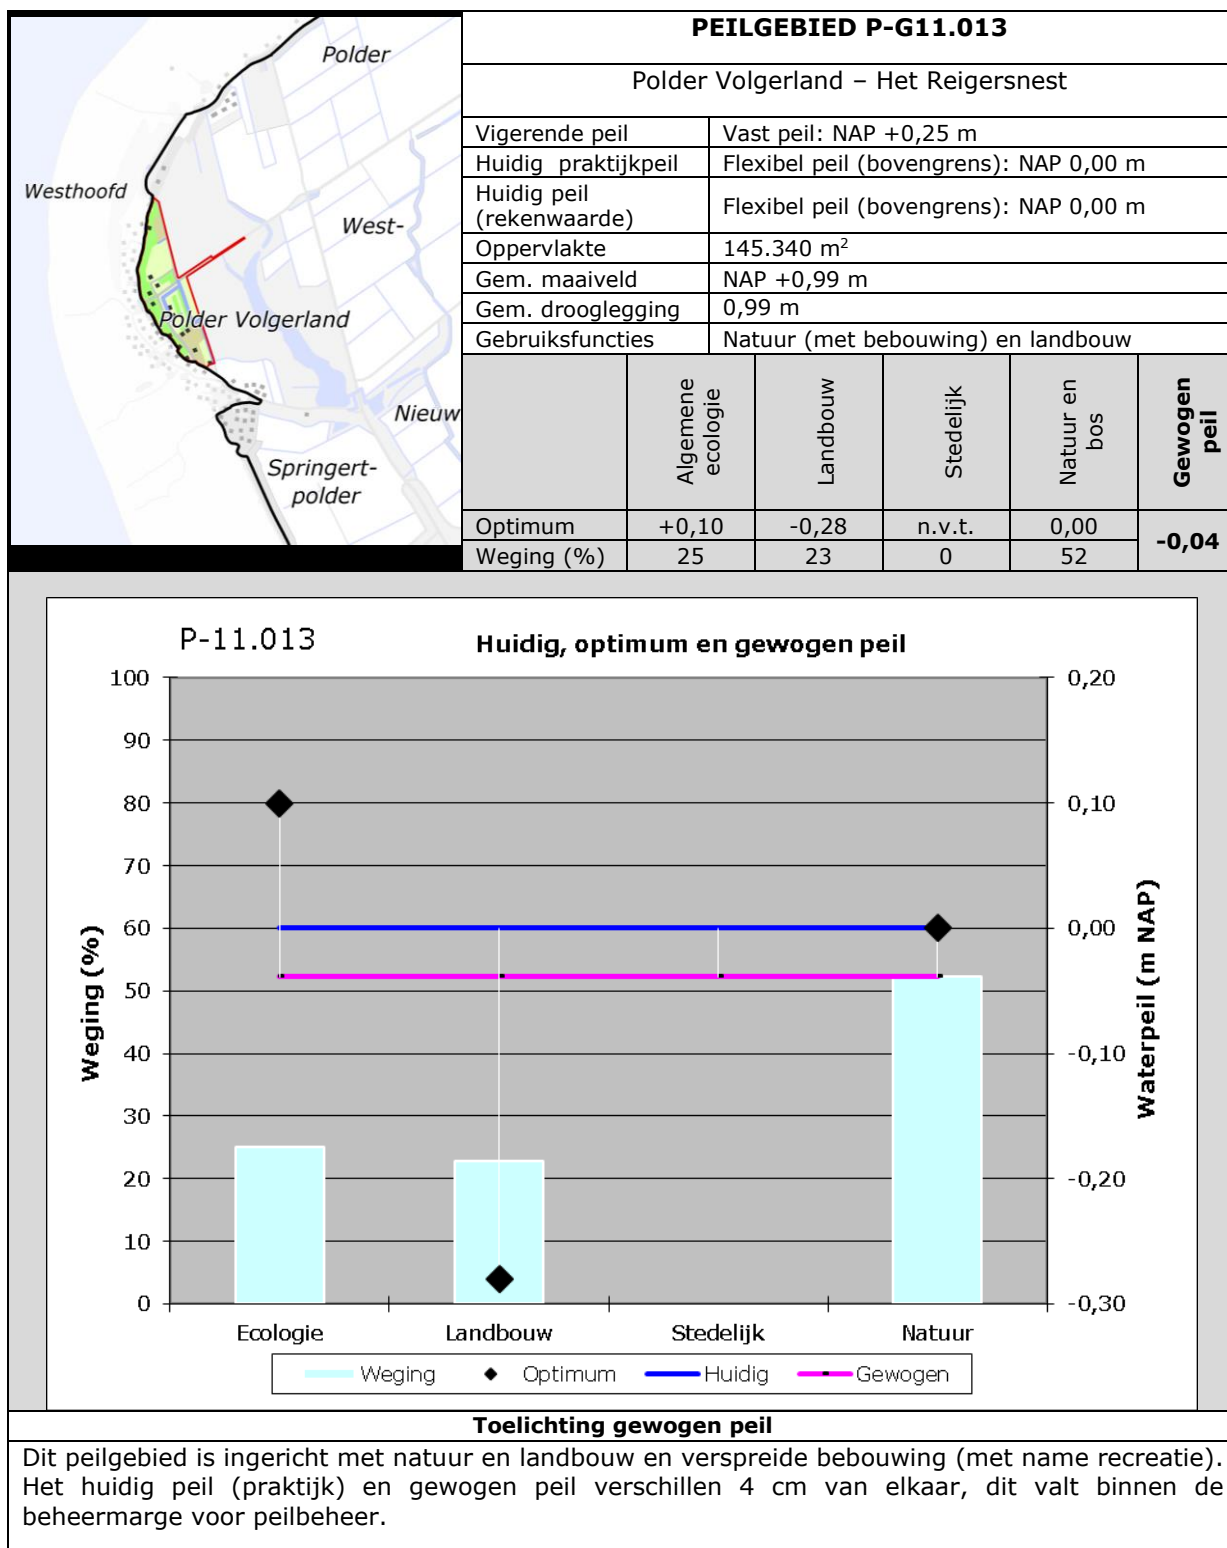 Polder
Westhoofd
West-
Polder Volgerland
Nieuw
Springert-
polder
PEILGEBIED P-G11.013
Polder Volgerland – Het Reigersnest
Vigerende peil Vast peil: NAP +0,25 m
Huidig praktijkpeil Flexibel peil (bovengrens): NAP 0,00 m
Huidig peil
(rekenwaarde) Flexibel peil (bovengrens): NAP 0,00 m
Oppervlakte 145.340 m²
Gem. maaiveld NAP +0,99 m
Gem. drooglegging 0,99 m
Gebruiksfuncties Natuur (met bebouwing) en landbouw
Algemene
ecologie
Landbouw
Stedelijk
Natuur en
bos
Gewogen
peil
Optimum +0,10 -0,28 n.v.t. 0,00 -0,04
Weging (%) 25 23 0 52
P-11.013
Huidig, optimum en gewogen peil
Weging (%)
100
90
80
70
60
50
40
30
20
10
0
0,20
0,10
0,00
-0,10
-0,20
-0,30
Waterpeil (m NAP)
Ecologie Landbouw Stedelijk Natuur
Weging Optimum Huidig Gewogen
Toelichting gewogen peil
Dit peilgebied is ingericht met natuur en landbouw en verspreide bebouwing (met name recreatie).
Het huidig peil (praktijk) en gewogen peil verschillen 4 cm van elkaar, dit valt binnen de
beheermarge voor peilbeheer.